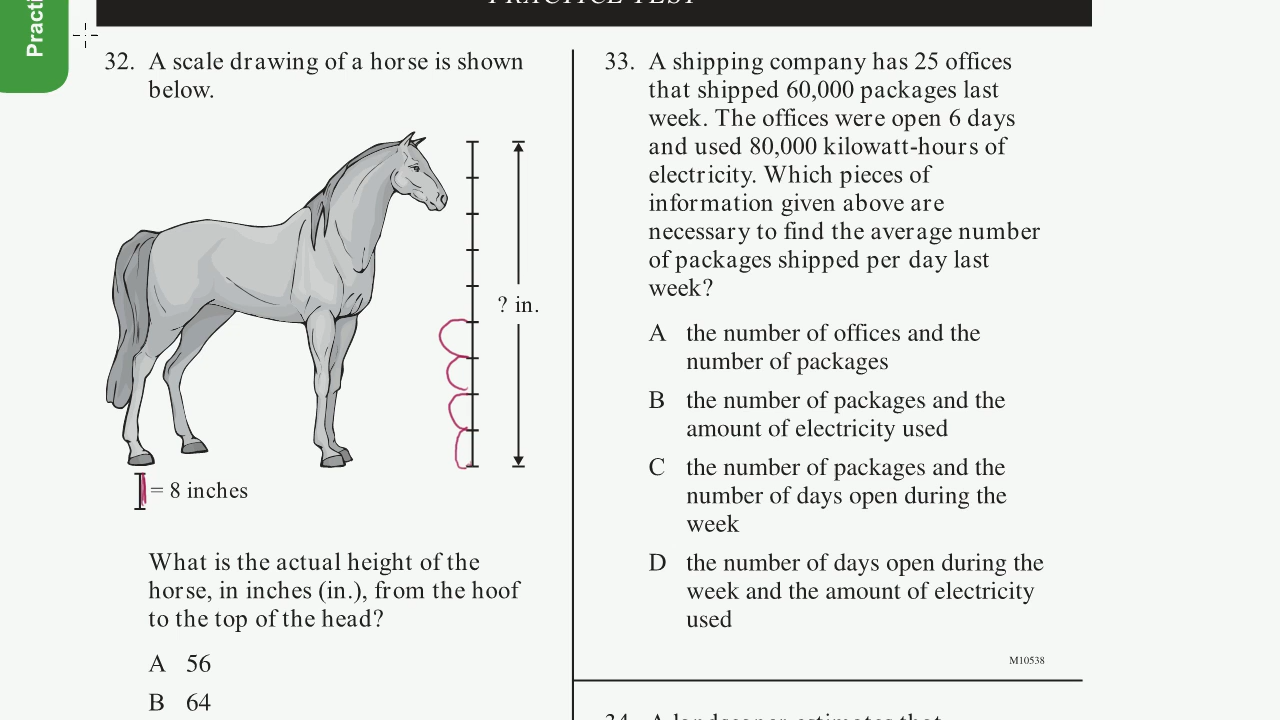 Practi
PRACTICE TEST
32. A scale drawing of a horse is shown
below.
? in.
= 8 inches
What is the actual height of the
horse, in inches (in.), from the hoof
to the top of the head?
A 56
B 64
33. A shipping company has 25 offices
that shipped 60,000 packages last
week. The offices were open 6 days
and used 80,000 kilowatt-hours of
electricity. Which pieces of
information given above are
necessary to find the average number
of packages shipped per day last
week?
A the number of offices and the
number of packages
B the number of packages and the
amount of electricity used
C the number of packages and the
number of days open during the
week
D the number of days open during the
week and the amount of electricity
used
M10538
34. A landscaper estimates that